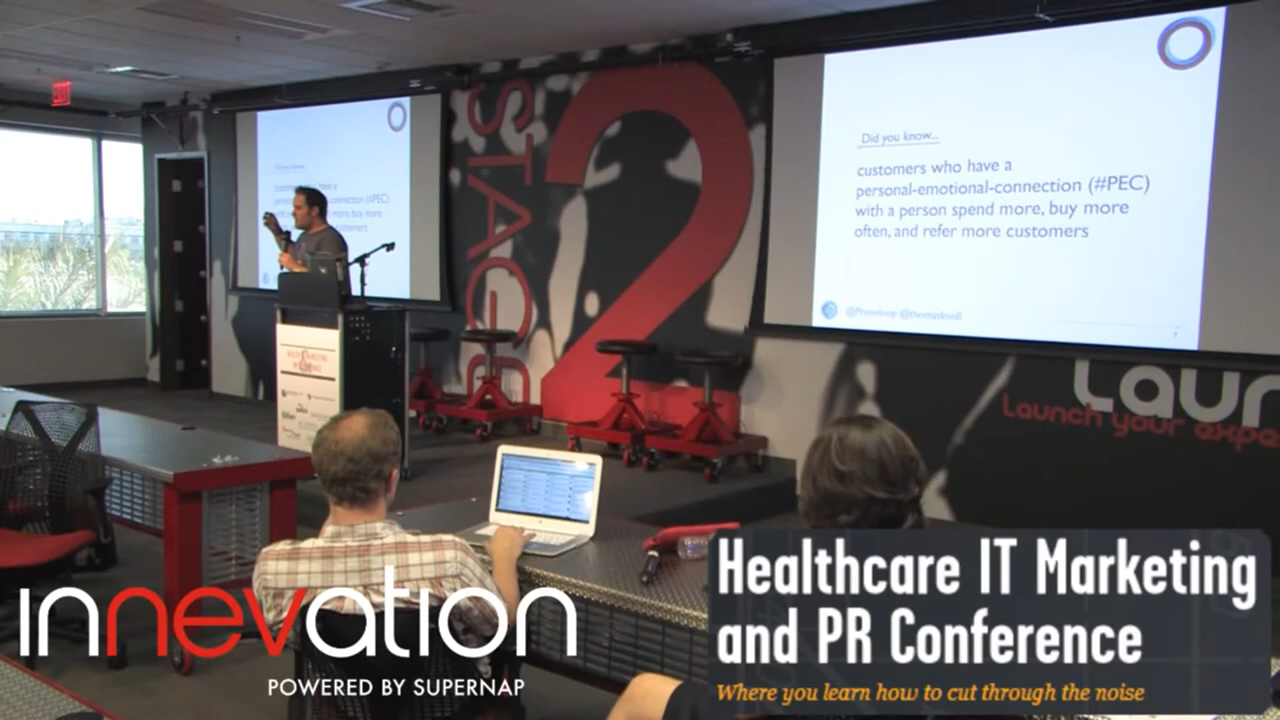 Did you know...
customers who have a
personal-emotional-connection (#PEC)
with a person spend more, buy more
often, and refer more customers
@Primeloop @thomasknoll
STAGE
2
LAUN
Launch your expe
innevation
POWERED BY SUPERNAP
Healthcare IT Marketing
and PR Conference
Where you learn how to cut through the noise